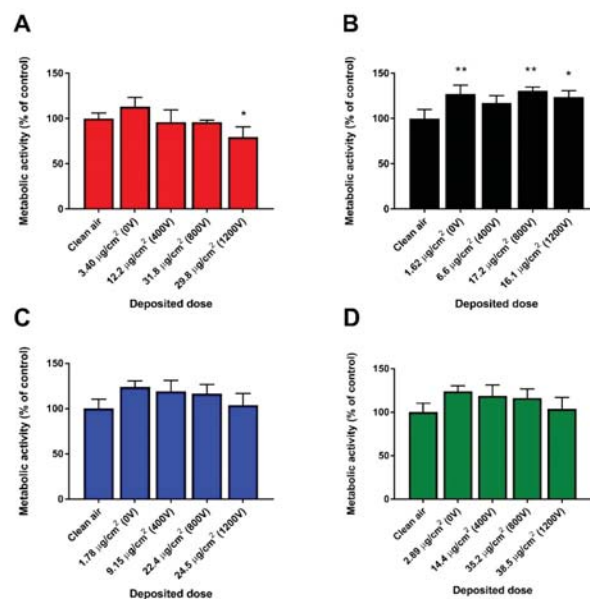 A
Metabolic activity (% of control)
150
100
50
0
*
Clean air
3.40 µg/cm² (0V)
12.2 µg/cm² (400V)
31.8 µg/cm² (800V)
29.8 µg/cm² (1200V)
Deposited dose
B
Metabolic activity (% of control)
150
100
50
0
**
**
*
Clean air
1.62 µg/cm² (0V)
6.6 µg/cm² (400V)
17.2 µg/cm² (800V)
16.1 µg/cm² (1200V)
Deposited dose
C
Metabolic activity (% of control)
150
100
50
0
Clean air
1.78 µg/cm² (0V)
9.15 µg/cm² (400V)
22.4 µg/cm² (800V)
24.5 µg/cm² (1200V)
Deposited dose
D
Metabolic activity (% of control)
150
100
50
0
Clean air
2.89 µg/cm² (0V)
14.4 µg/cm² (400V)
35.2 µg/cm² (800V)
38.5 µg/cm² (1200V)
Deposited dose